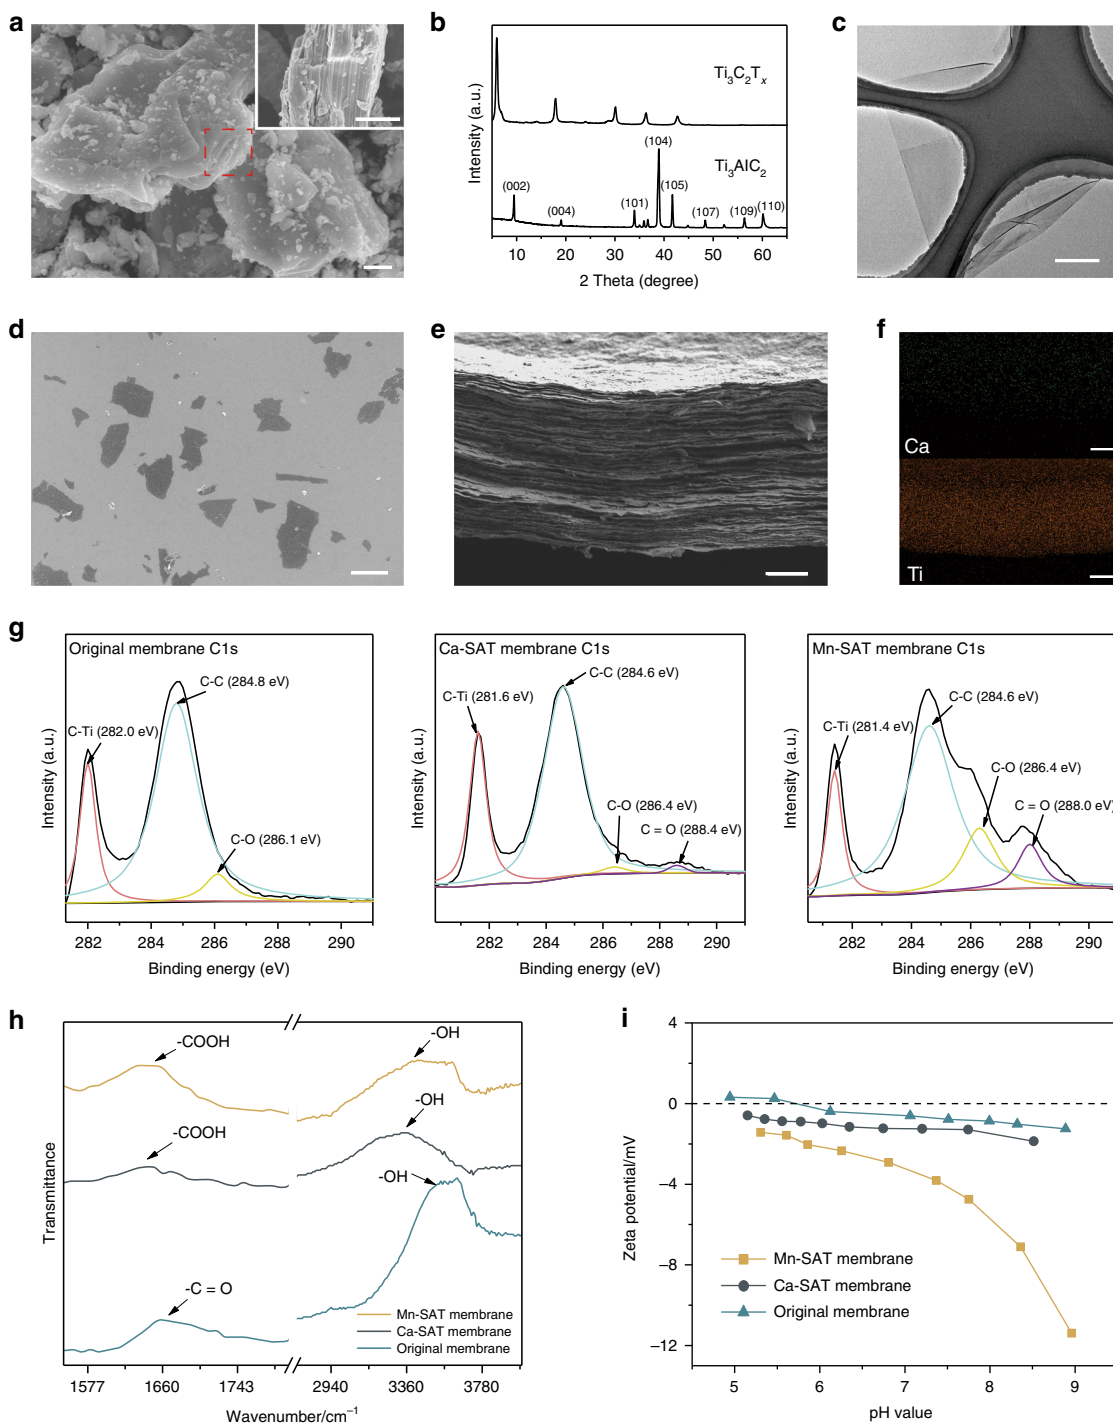 a
b
c
Ti3C2Tx
Ti3AlC2
(002)
(004)
(101)
(104)
(105)
(107)
(109)
(110)
Intensity (a.u.)
10 20 30 40 50 60
2 Theta (degree)
d
e
f
Ca
Ti
g
Original membrane C1s
C-C (284.8 eV)
C-Ti (282.0 eV)
C-O (286.1 eV)
Intensity (a.u.)
282 284 286 288 290
Binding energy (eV)
Ca-SAT membrane C1s
C-C (284.6 eV)
C-Ti (281.6 eV)
C-O (286.4 eV)
C = O (288.4 eV)
Intensity (a.u.)
282 284 286 288 290
Binding energy (eV)
Mn-SAT membrane C1s
C-C (284.6 eV)
C-Ti (281.4 eV)
C-O (286.4 eV)
C = O (288.0 eV)
Intensity (a.u.)
282 284 286 288 290
Binding energy (eV)
h
-COOH
-OH
-COOH
-OH
-OH
-C = O
Mn-SAT membrane
Ca-SAT membrane
Original membrane
Transmittance
1577 1660 1743 2940 3360 3780
Wavenumber/cm–1
i
4
0
–4
–8
–12
Zeta potential/mV
Mn-SAT membrane
Ca-SAT membrane
Original membrane
5 6 7 8 9
pH value